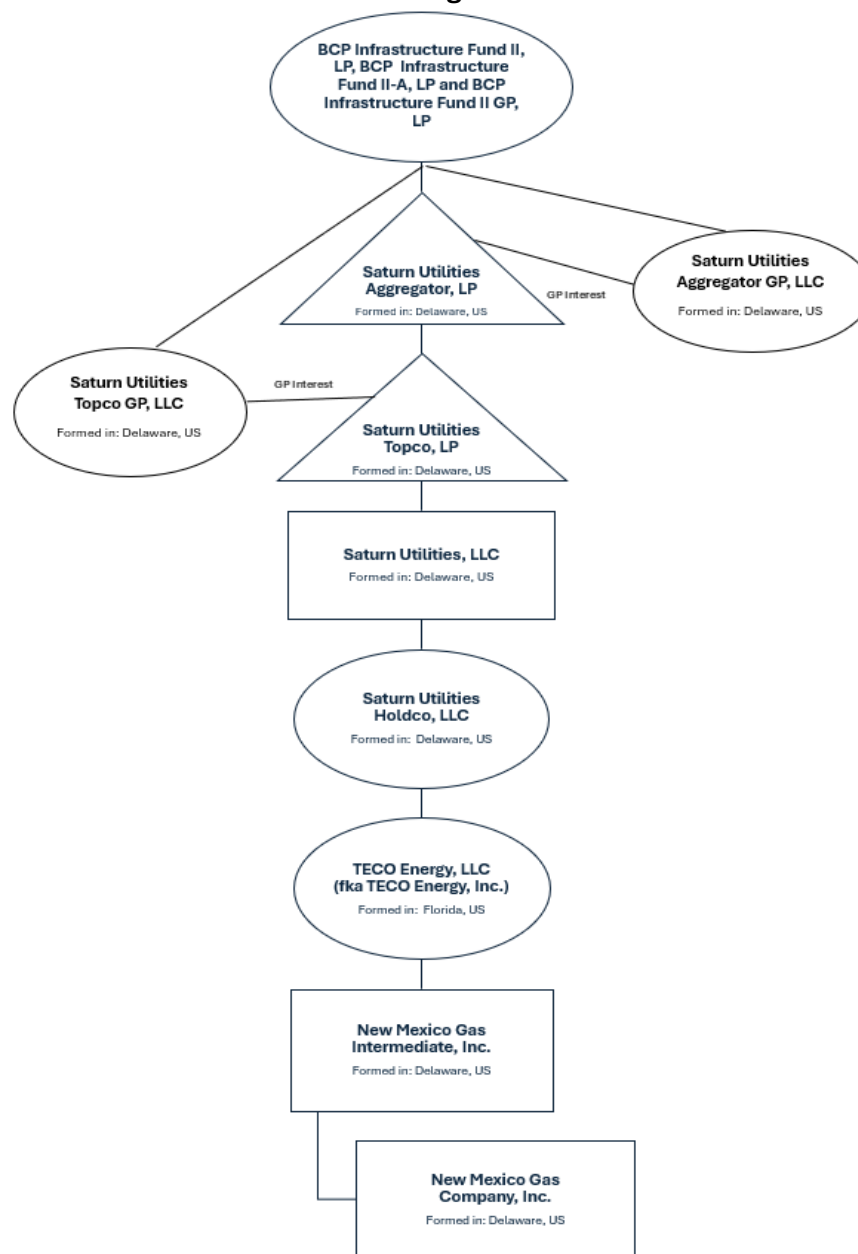 BCP Infrastructure Fund II,
LP, BCP Infrastructure
Fund II-A, LP and BCP
Infrastructure Fund II GP,
LP
Saturn Utilities
Aggregator, LP
Formed in: Delaware, US
GP Interest
Saturn Utilities
Aggregator GP, LLC
Formed in: Delaware, US
Saturn Utilities
Topco GP, LLC
Formed in: Delaware, US
GP Interest
Saturn Utilities
Topco, LP
Formed in: Delaware, US
Saturn Utilities, LLC
Formed in: Delaware, US
Saturn Utilities
Holdco, LLC
Formed in: Delaware, US
TECO Energy, LLC
(fka TECO Energy, Inc.)
Formed in: Florida, US
New Mexico Gas
Intermediate, Inc.
Formed in: Delaware, US
New Mexico Gas
Company, Inc.
Formed in: Delaware, US